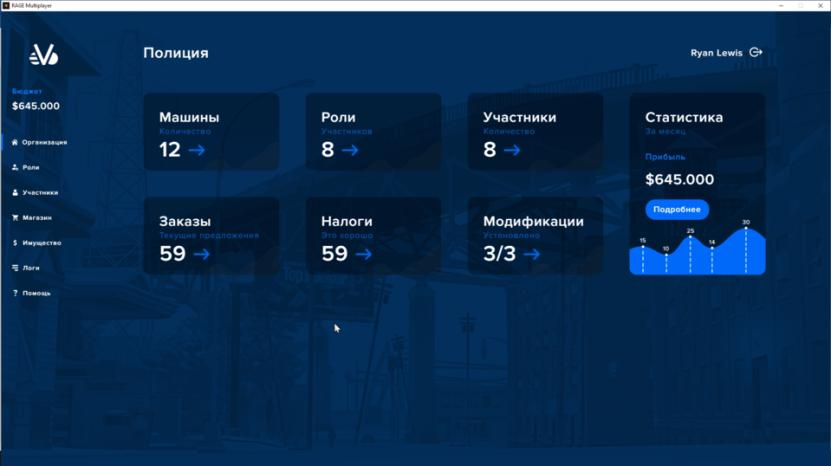 RAGE Multiplayer
Полиция
Ryan Lewis
Бюджет
$645.000
Организация
Роли
Участники
Магазин
$ Имущество
Логи
? Помощь
Машины
Количество
12
Роли
Участников
8
Участники
Количество
8
Статистика
За месяц
Прибыль
$645.000
Подробнее
15
10
25
14
30
Заказы
Текущие предложения
59
Налоги
Это хорошо
59
Модификации
Установлено
3/3